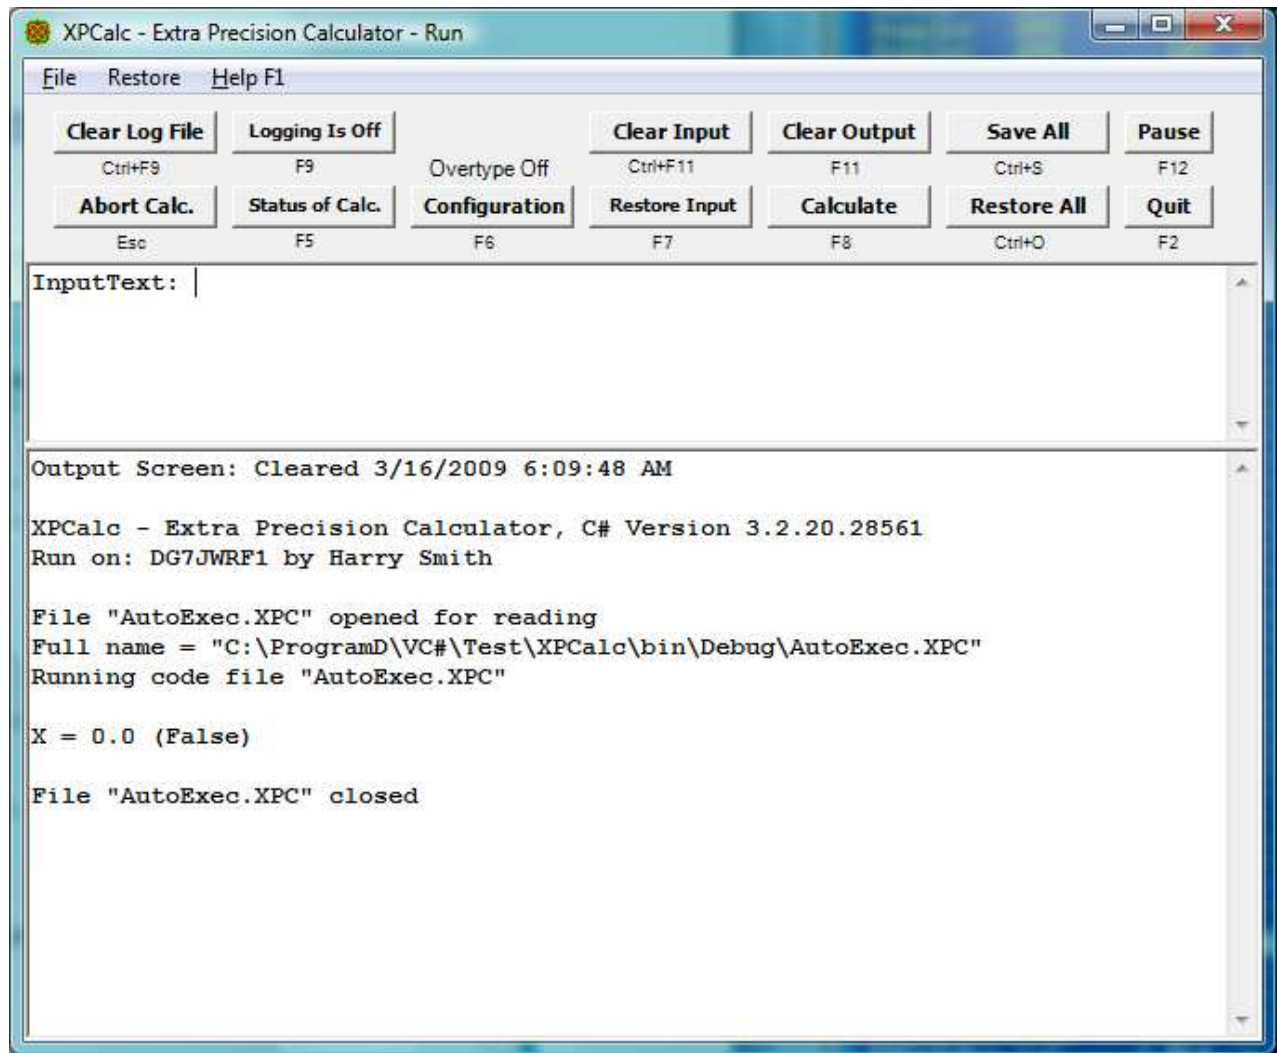 XPCalc - Extra Precision Calculator - Run
File Restore Help F1
Clear Log File Logging Is Off Clear Input Clear Output Save All Pause
Ctrl+F9 F9 Overtype Off Ctrl+F11 F11 Ctrl+S F12
Abort Calc. Status of Calc. Configuration Restore Input Calculate Restore All Quit
Esc F5 F6 F7 F8 Ctrl+O F2
InputText:
Output Screen: Cleared 3/16/2009 6:09:48 AM
XPCalc - Extra Precision Calculator, C# Version 3.2.20.28561
Run on: DG7JWRF1 by Harry Smith
File "AutoExec.XPC" opened for reading
Full name = "C:\ProgramD\VC#\Test\XPCalc\bin\Debug\AutoExec.XPC"
Running code file "AutoExec.XPC"
X = 0.0 (False)
File "AutoExec.XPC" closed